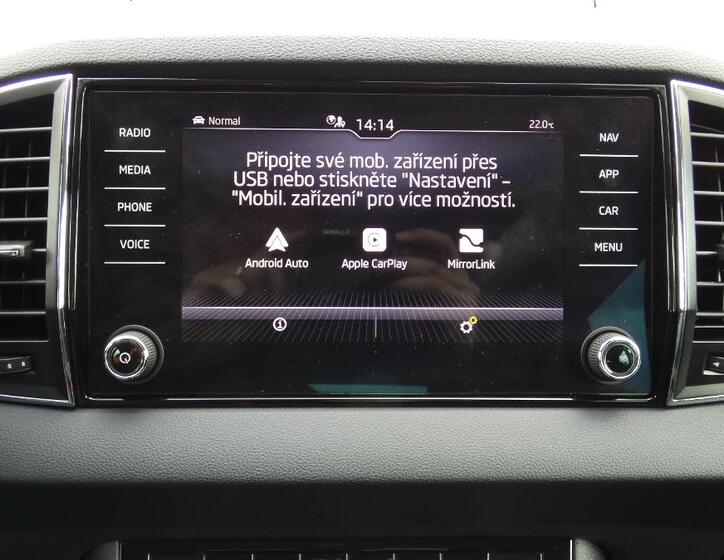 Normal
14:14
22.0°C
RADIO
MEDIA
PHONE
VOICE
NAV
APP
CAR
MENU
Připojte své mob. zařízení přes
USB nebo stiskněte "Nastavení" –
"Mobil. zařízení" pro více možností.
Android Auto
Apple CarPlay
MirrorLink